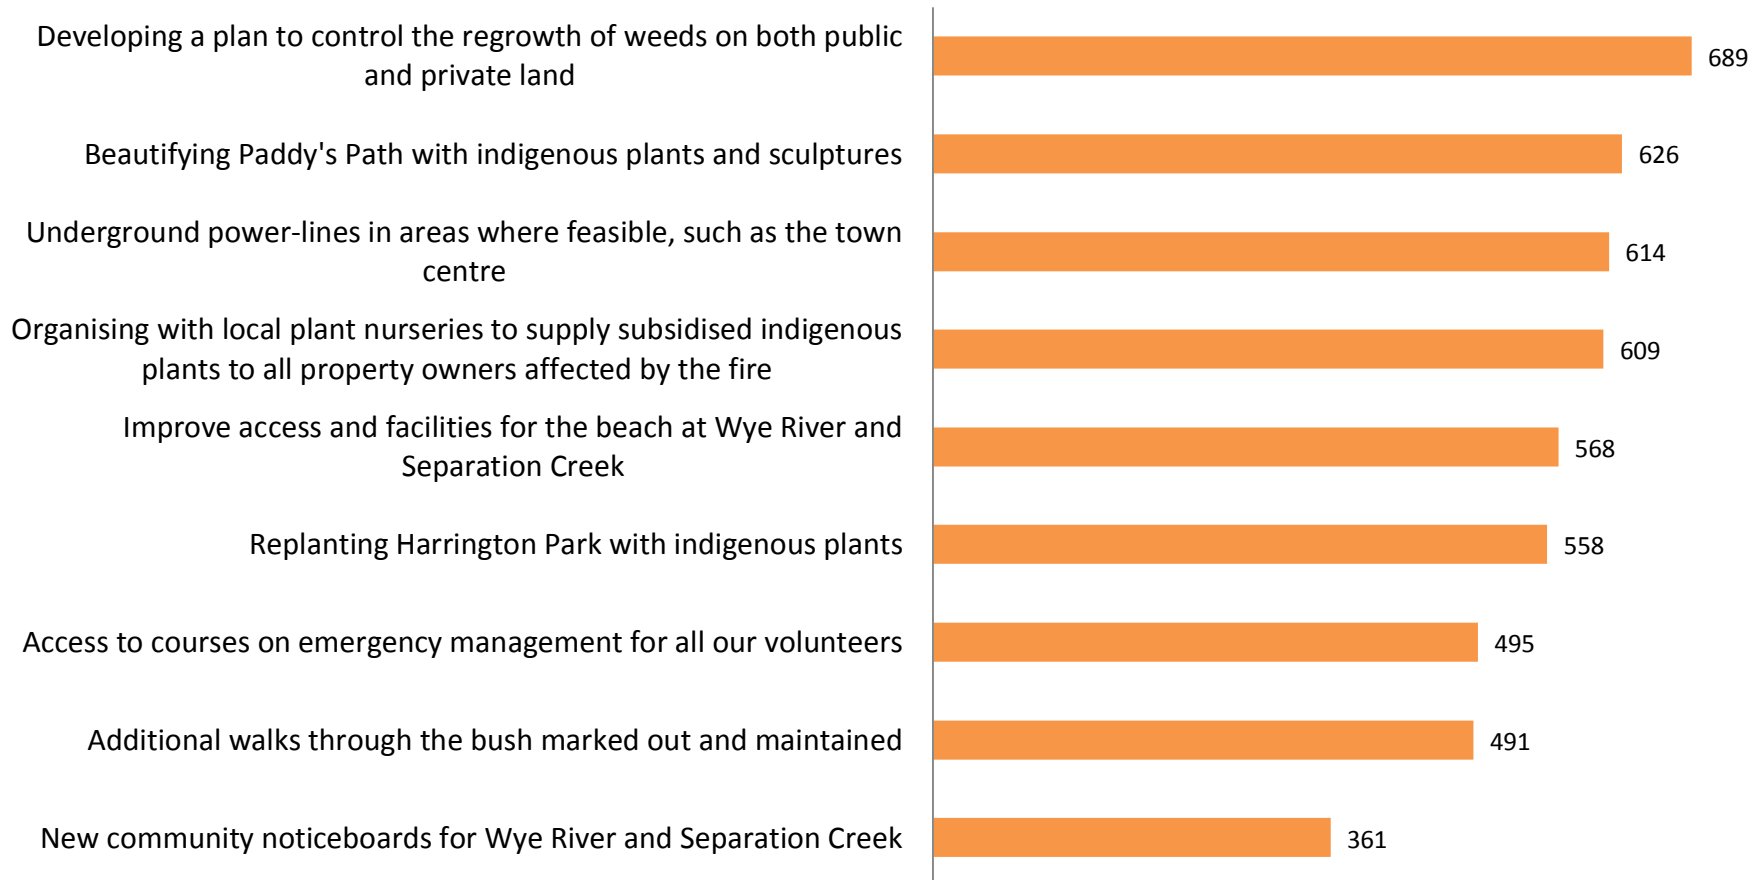 Developing a plan to control the regrowth of weeds on both public
and private land
689
Beautifying Paddy's Path with indigenous plants and sculptures
626
Underground power-lines in areas where feasible, such as the town
centre
614
Organising with local plant nurseries to supply subsidised indigenous
plants to all property owners affected by the fire
609
Improve access and facilities for the beach at Wye River and
Separation Creek
568
Replanting Harrington Park with indigenous plants
558
Access to courses on emergency management for all our volunteers
495
Additional walks through the bush marked out and maintained
491
New community noticeboards for Wye River and Separation Creek
361